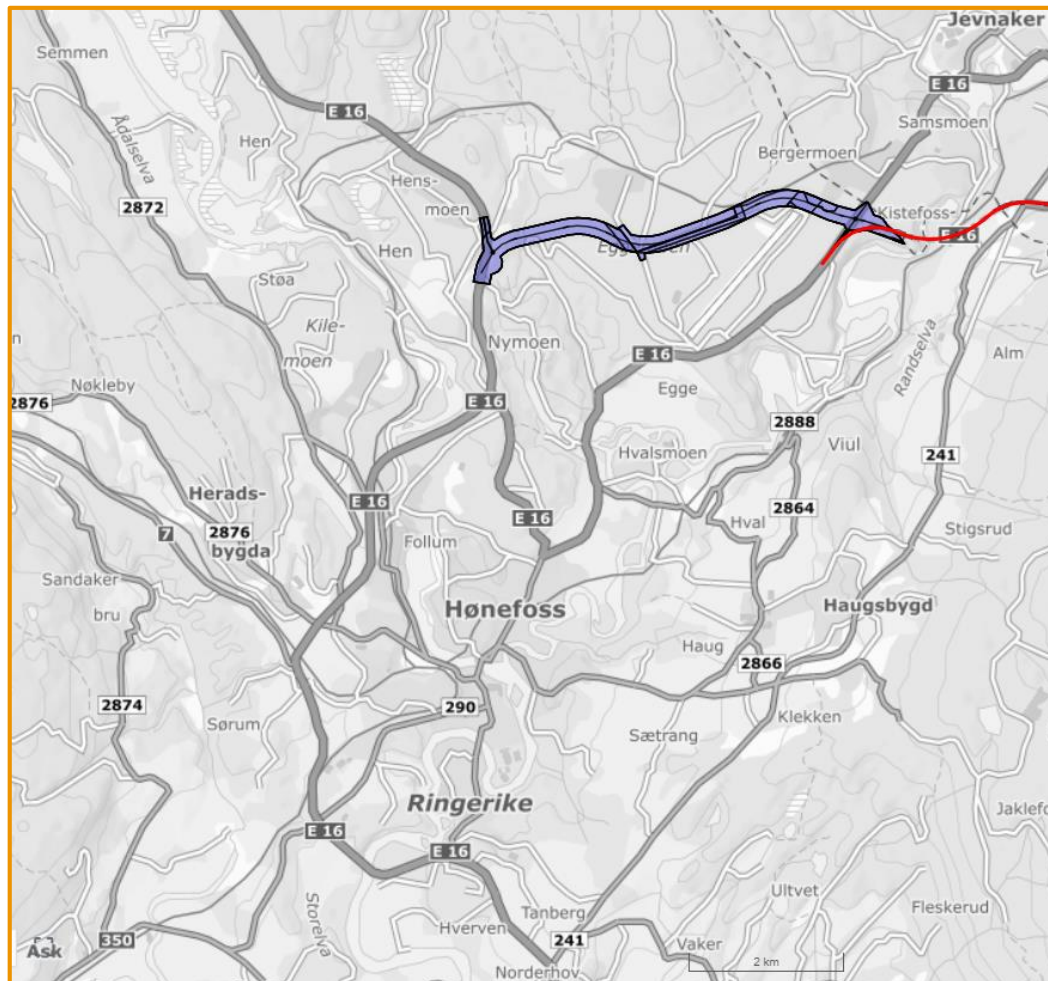 Jevnaker
Semmen
E 16
E 16
Samsmoen
Ådalselva
Hen
Bergermoen
Hens-
moen
2872
Kistefoss-
E 16
Hen
Støa
Kile-
moen
Nymoen
Randselva
Alm
E 16
Nøkleby
Egge
2876
E 16
2888
Hvalsmoen
Viul
241
Herads-
bygda
E 16
2864
7
2876
E 16
Hval
Stigsrud
Follum
Sandaker
bru
Hønefoss
Haugsbygd
Haug
2866
2874
290
Sørum
Klekken
Sætrang
Ringerike
Jaklefo
E 16
E 16
Ultvet
Storelva
Tanberg
Fleskerud
Hverven
350
241
Vaker
Ask
2 km
Norderhov